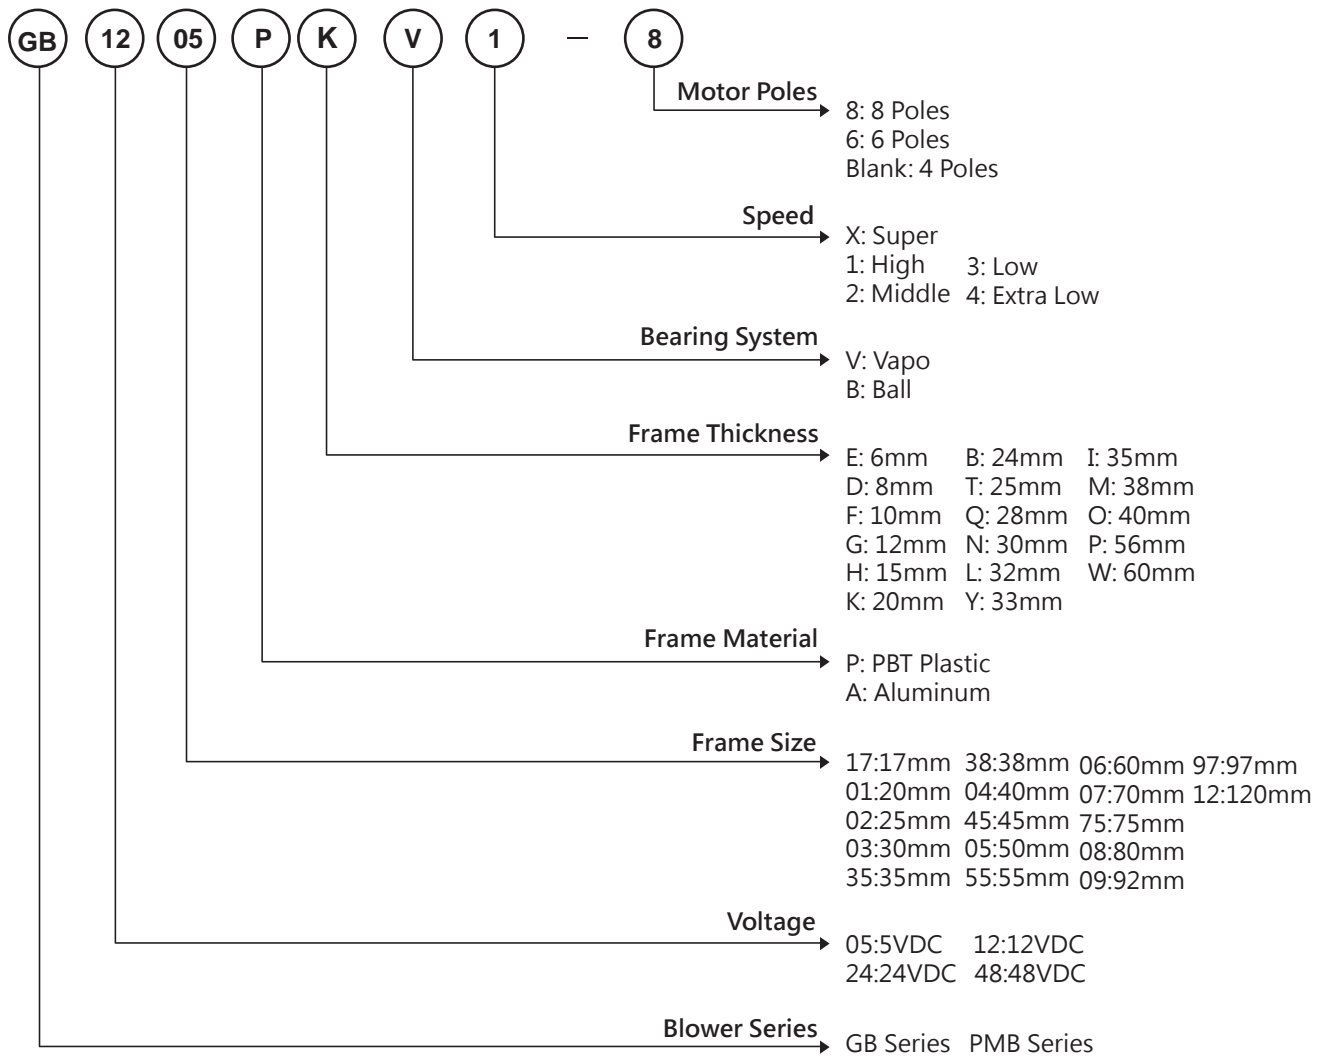 GB 12 05 P K V 1 — 8
Motor Poles
8: 8 Poles
6: 6 Poles
Blank: 4 Poles
Speed
X: Super
1: High 3: Low
2: Middle 4: Extra Low
Bearing System
V: Vapo
B: Ball
Frame Thickness
E: 6mm B: 24mm I: 35mm
D: 8mm T: 25mm M: 38mm
F: 10mm Q: 28mm O: 40mm
G: 12mm N: 30mm P: 56mm
H: 15mm L: 32mm W: 60mm
K: 20mm Y: 33mm
Frame Material
P: PBT Plastic
A: Aluminum
Frame Size
17:17mm 38:38mm 06:60mm 97:97mm
01:20mm 04:40mm 07:70mm 12:120mm
02:25mm 45:45mm 75:75mm
03:30mm 05:50mm 08:80mm
35:35mm 55:55mm 09:92mm
Voltage
05:5VDC 12:12VDC
24:24VDC 48:48VDC
Blower Series
GB Series PMB Series